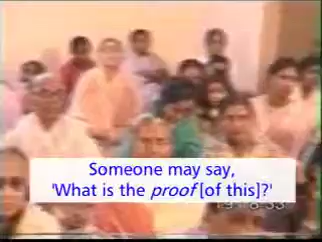 Someone may say,
'What is the proof [of this]?'